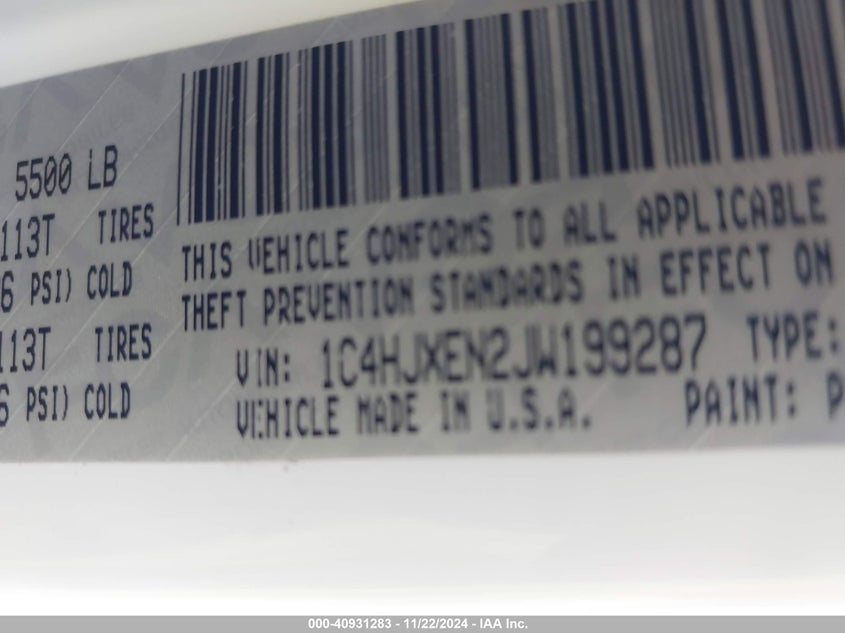 5500 LB
113T TIRES
6 PSI) COLD
113T TIRES
6 PSI) COLD
THIS VEHICLE CONFORMS TO ALL APPLICABLE
THEFT PREVENTION STANDARDS IN EFFECT ON
VIN: 1C4HJXEN2JW199287 TYPE:
VEHICLE MADE IN U.S.A. PAINT: P
000-40931283 - 11/22/2024 - IAA Inc.